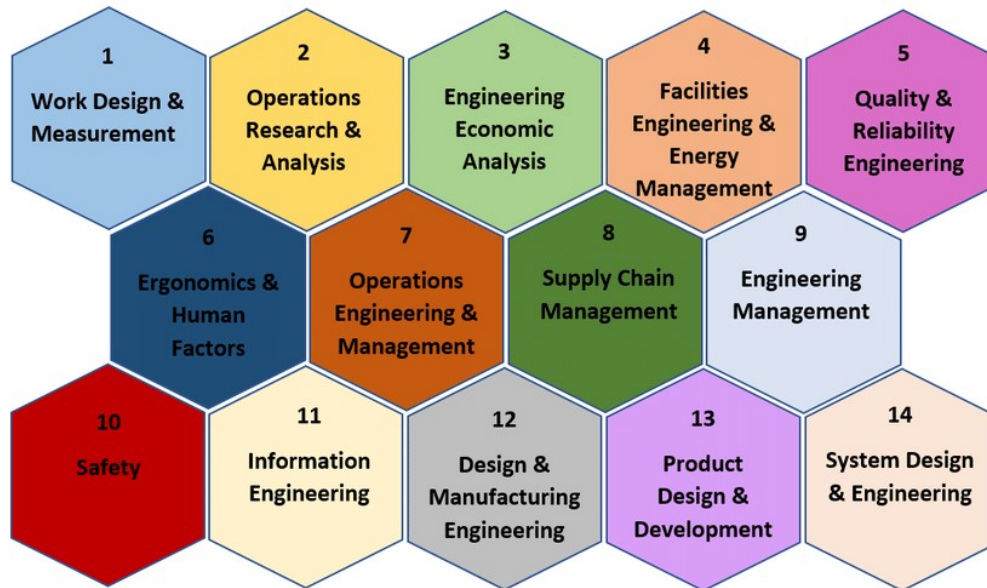 1
Work Design &
Measurement
2
Operations
Research &
Analysis
3
Engineering
Economic
Analysis
4
Facilities
Engineering &
Energy
Management
5
Quality &
Reliability
Engineering
6
Ergonomics &
Human
Factors
7
Operations
Engineering &
Management
8
Supply Chain
Management
9
Engineering
Management
10
Safety
11
Information
Engineering
12
Design &
Manufacturing
Engineering
13
Product
Design &
Development
14
System Design
& Engineering